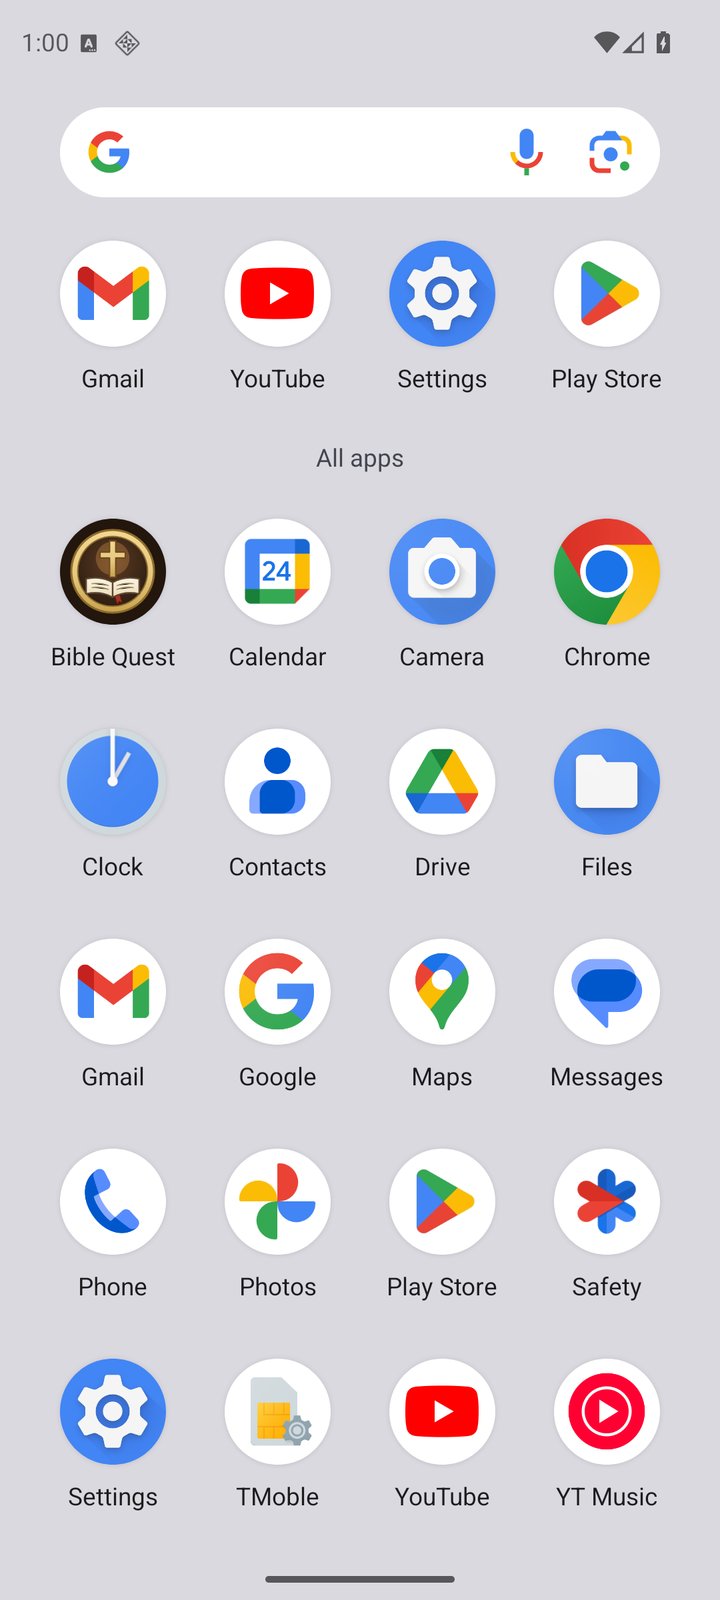 1:00
Gmail YouTube Settings Play Store
All apps
24
Bible Quest Calendar Camera Chrome
Clock Contacts Drive Files
Gmail Google Maps Messages
Phone Photos Play Store Safety
Settings TMoble YouTube YT Music